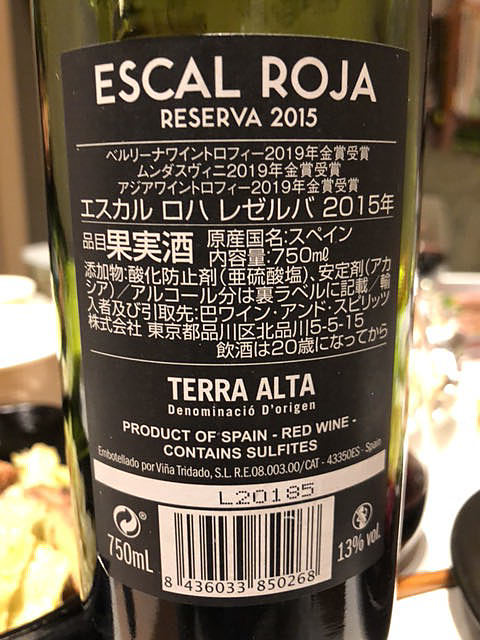 ESCAL ROJA
RESERVA 2015
ベルリーナワイントロフィー2019年金賞受賞
ムンダスヴィニ2019年金賞受賞
アジアワイントロフィー2019年金賞受賞
エスカル ロハ レゼルバ 2015年
品目果実酒 原産国名:スペイン
内容量:750mℓ
添加物:酸化防止剤(亜硫酸塩)、安定剤(アカ
シア)/アルコール分は裏ラベルに記載/輸
入者及び引取先:巴ワイン・アンド・スピリッツ
株式会社 東京都品川区北品川5-5-15
飲酒は20歳になってから
TERRA ALTA
Denominació D'origen
PRODUCT OF SPAIN - RED WINE -
CONTAINS SULFITES
Embotellado por Viña Tridado, S.L. R.E.08.003.00/CAT - 43350ES - Spain
L20185
750mL
13% vol.
8 436033 850268